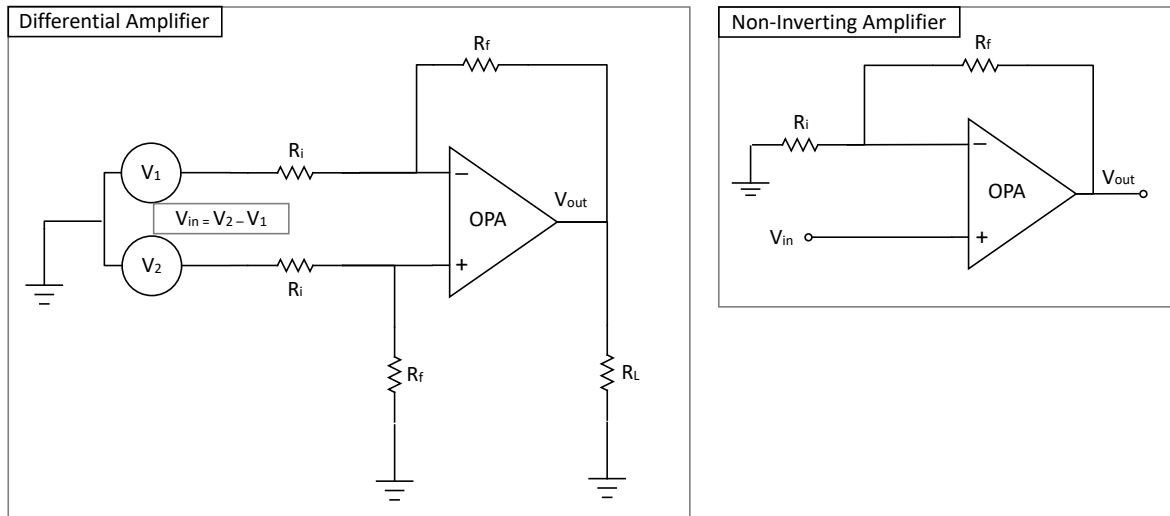 Differential Amplifier
Rf
Ri
V1
−
Vout
Vin = V2 – V1
OPA
V2
+
Ri
Rf
RL
Non-Inverting Amplifier
Rf
Ri
−
OPA
Vout
Vin
+